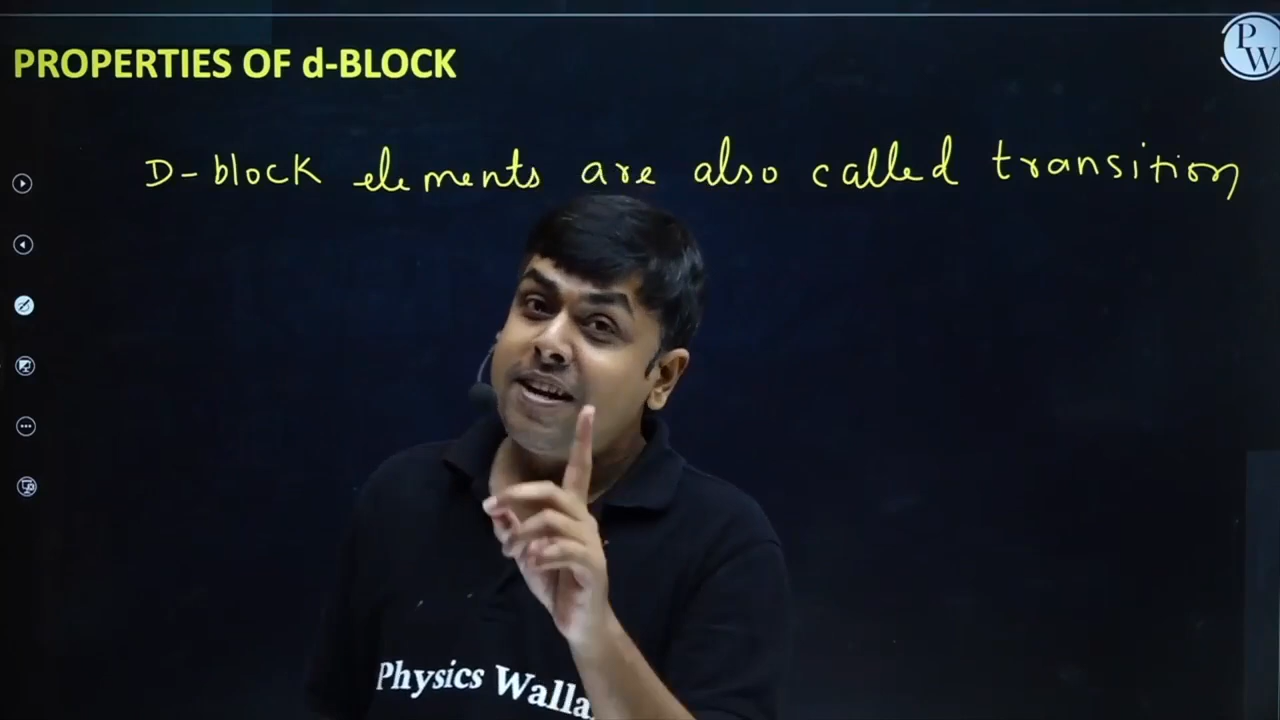 PROPERTIES OF d-BLOCK
PW
D-block elements are also called transition
Physics Walla